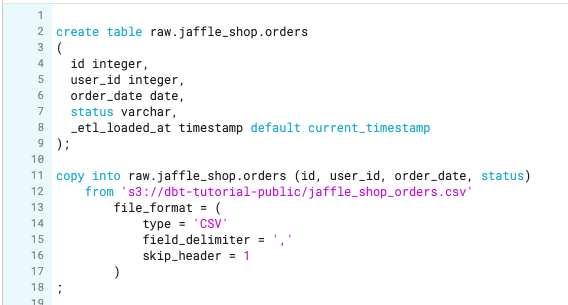 1
2 create table raw.jaffle_shop.orders
3 (
4   id integer,
5   user_id integer,
6   order_date date,
7   status varchar,
8   _etl_loaded_at timestamp default current_timestamp
9 );
10
11 copy into raw.jaffle_shop.orders (id, user_id, order_date, status)
12     from 's3://dbt-tutorial-public/jaffle_shop_orders.csv'
13         file_format = (
14             type = 'CSV'
15             field_delimiter = ','
16             skip_header = 1
17         )
18 ;
19